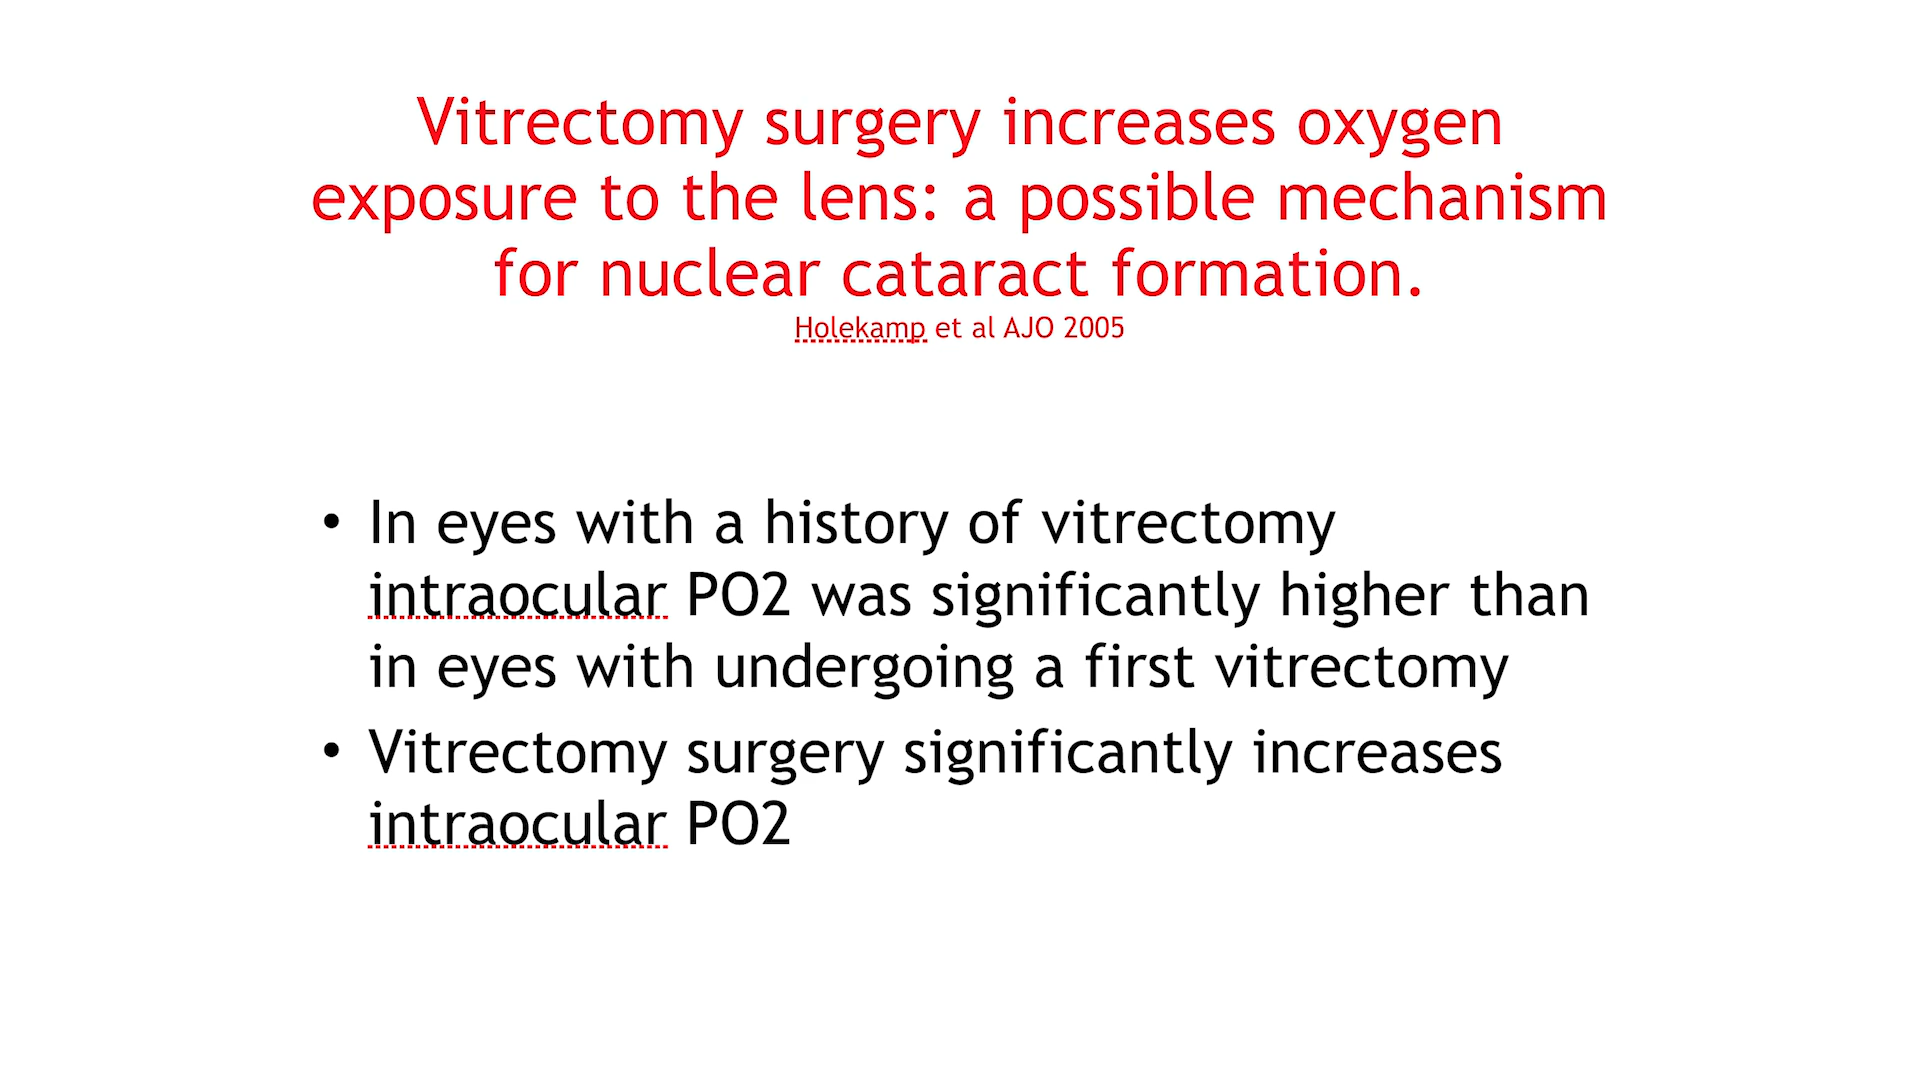 Vitrectomy surgery increases oxygen
exposure to the lens: a possible mechanism
for nuclear cataract formation.
Holekamp et al AJO 2005
• In eyes with a history of vitrectomy
intraocular PO2 was significantly higher than
in eyes with undergoing a first vitrectomy
• Vitrectomy surgery significantly increases
intraocular PO2